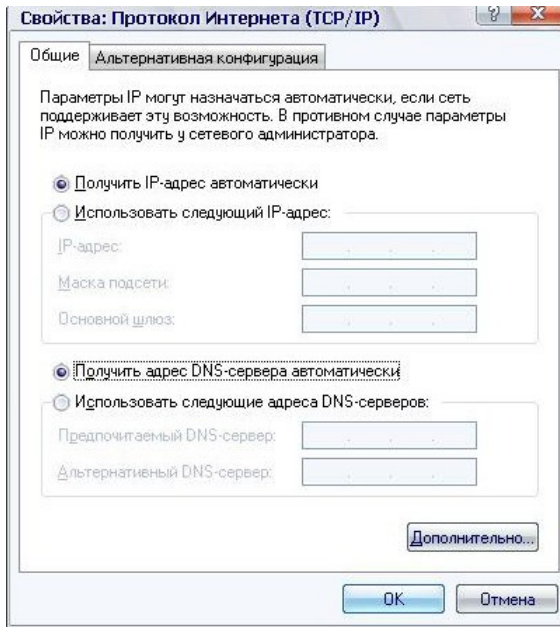 Свойства: Протокол Интернета (TCP/IP)
Общие
Альтернативная конфигурация
Параметры IP могут назначаться автоматически, если сеть
поддерживает эту возможность. В противном случае параметры
IP можно получить у сетевого администратора.
Получить IP-адрес автоматически
Использовать следующий IP-адрес:
IP-адрес:
Маска подсети:
Основной шлюз:
Получить адрес DNS-сервера автоматически
Использовать следующие адреса DNS-серверов:
Предпочитаемый DNS-сервер:
Альтернативный DNS-сервер:
Дополнительно...
OK
Отмена